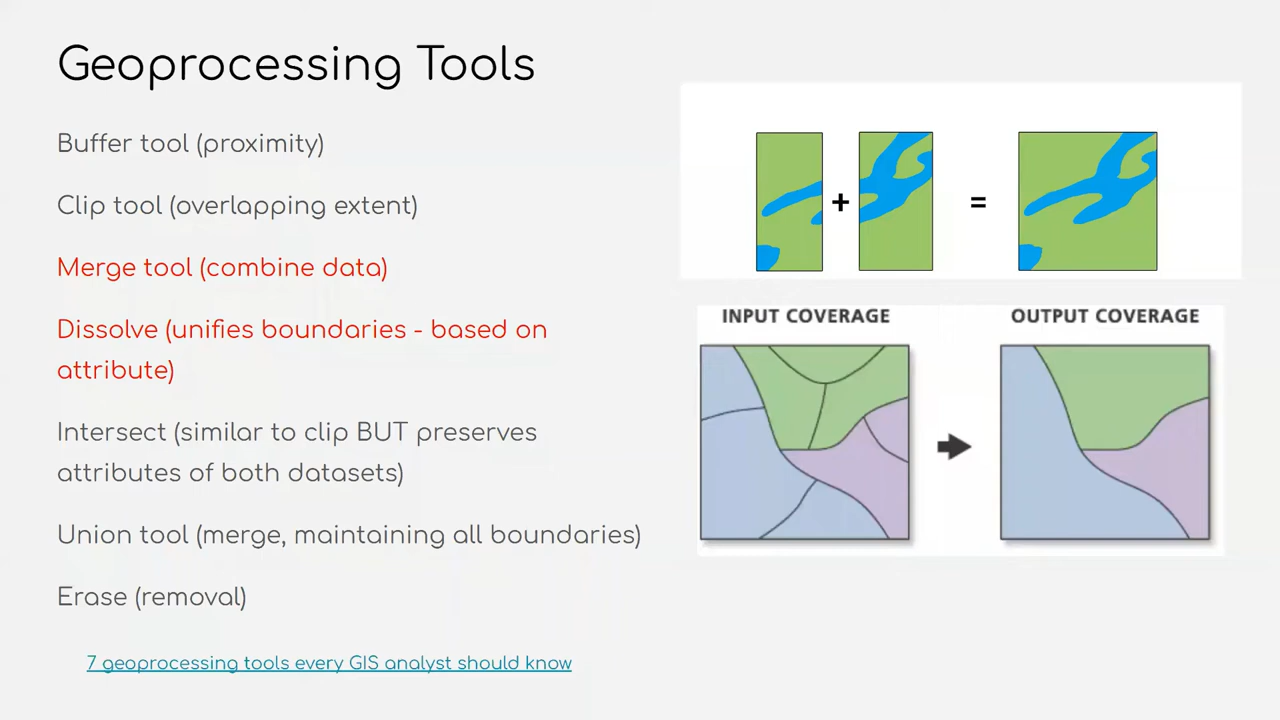 Geoprocessing Tools
Buffer tool (proximity)
Clip tool (overlapping extent)
Merge tool (combine data)
Dissolve (unifies boundaries - based on
attribute)
Intersect (similar to clip BUT preserves
attributes of both datasets)
Union tool (merge, maintaining all boundaries)
Erase (removal)
7 geoprocessing tools every GIS analyst should know
+ =
INPUT COVERAGE OUTPUT COVERAGE